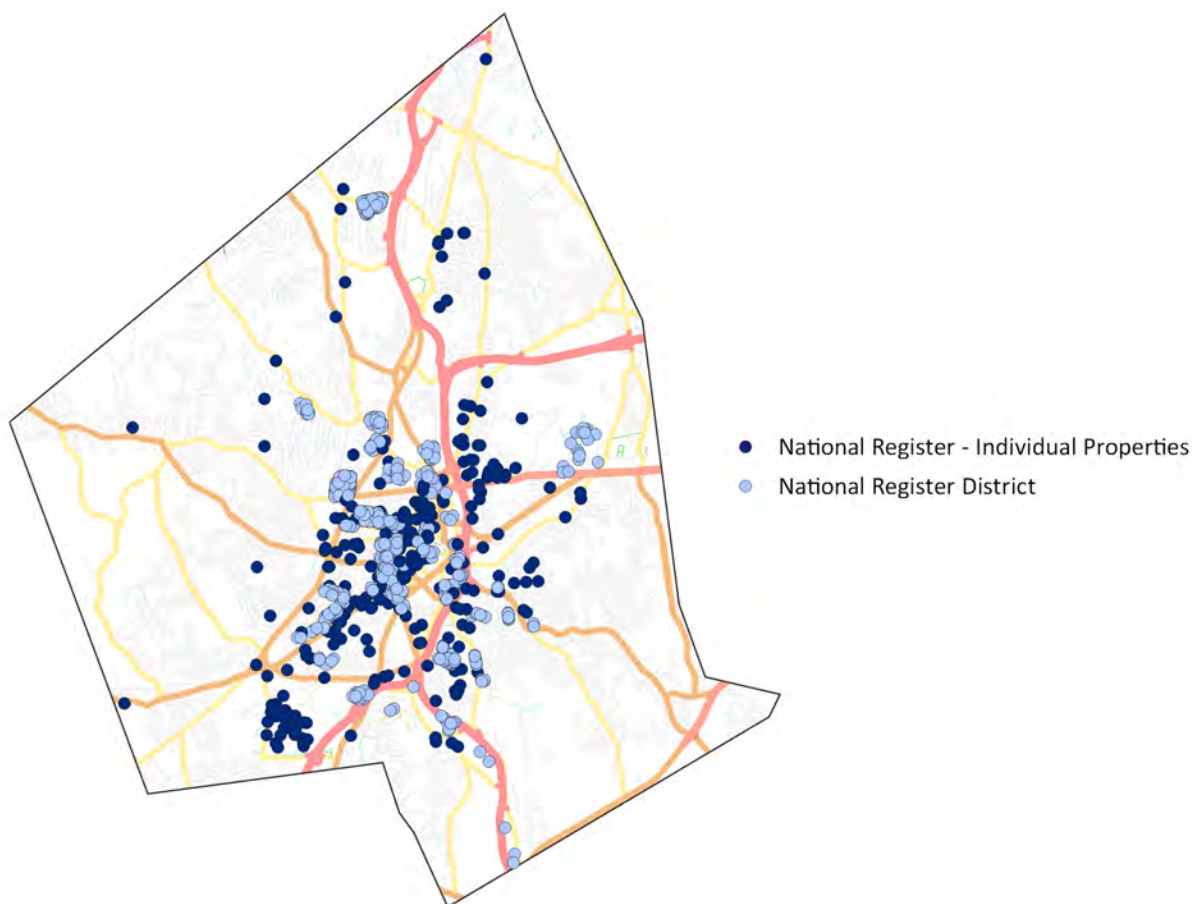 National Register - Individual Properties
National Register District